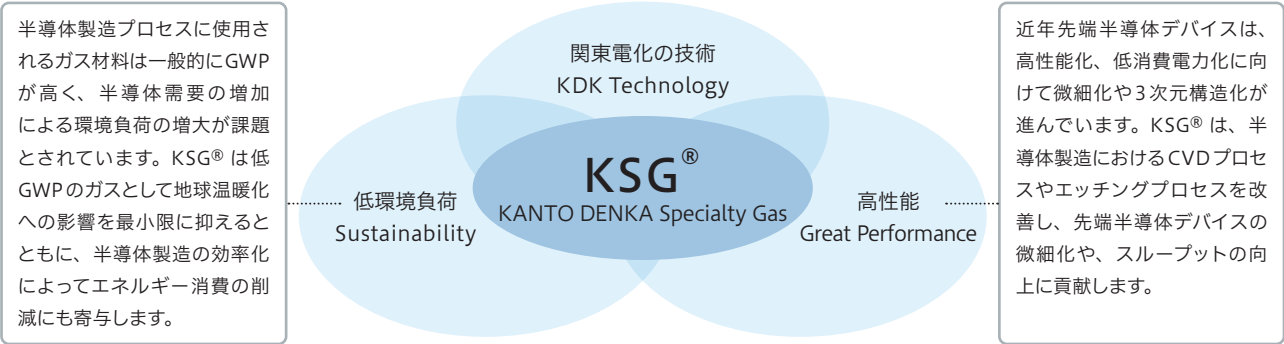 半導体製造プロセスに使用さ
れるガス材料は一般的にGWP
が高く、半導体需要の増加
による環境負荷の増大が課題
とされています。KSG® は低
GWPのガスとして地球温暖化
への影響を最小限に抑えると
ともに、半導体製造の効率化
によってエネルギー消費の削
減にも寄与します。
関東電化の技術
KDK Technology
KSG®
KANTO DENKA Specialty Gas
低環境負荷
Sustainability
高性能
Great Performance
近年先端半導体デバイスは、
高性能化、低消費電力化に向
けて微細化や3次元構造化が
進んでいます。KSG® は、半
導体製造におけるCVDプロセ
スやエッチングプロセスを改
善し、先端半導体デバイスの
微細化や、スループットの向
上に貢献します。